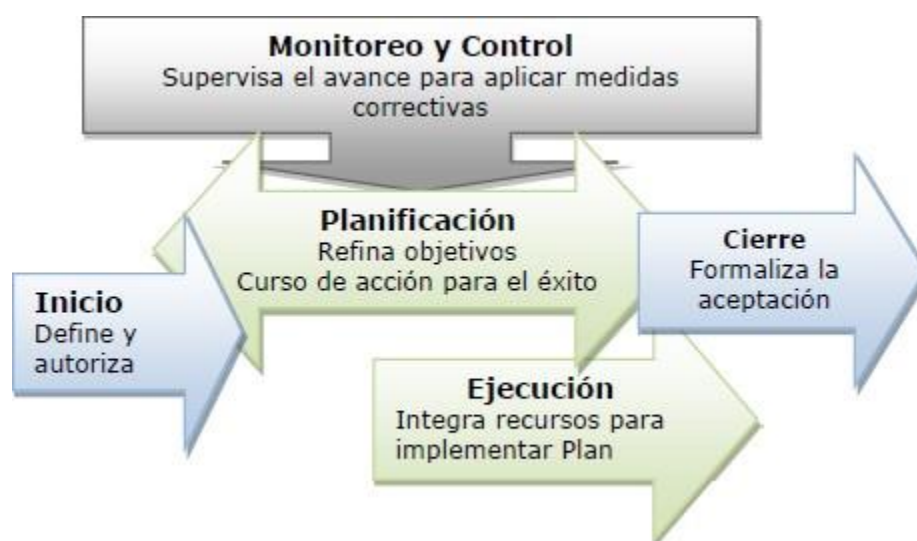 Monitoreo y Control
Supervisa el avance para aplicar medidas
correctivas
Planificación
Refina objetivos
Curso de acción para el éxito
Inicio
Define y
autoriza
Cierre
Formaliza la
aceptación
Ejecución
Integra recursos para
implementar Plan